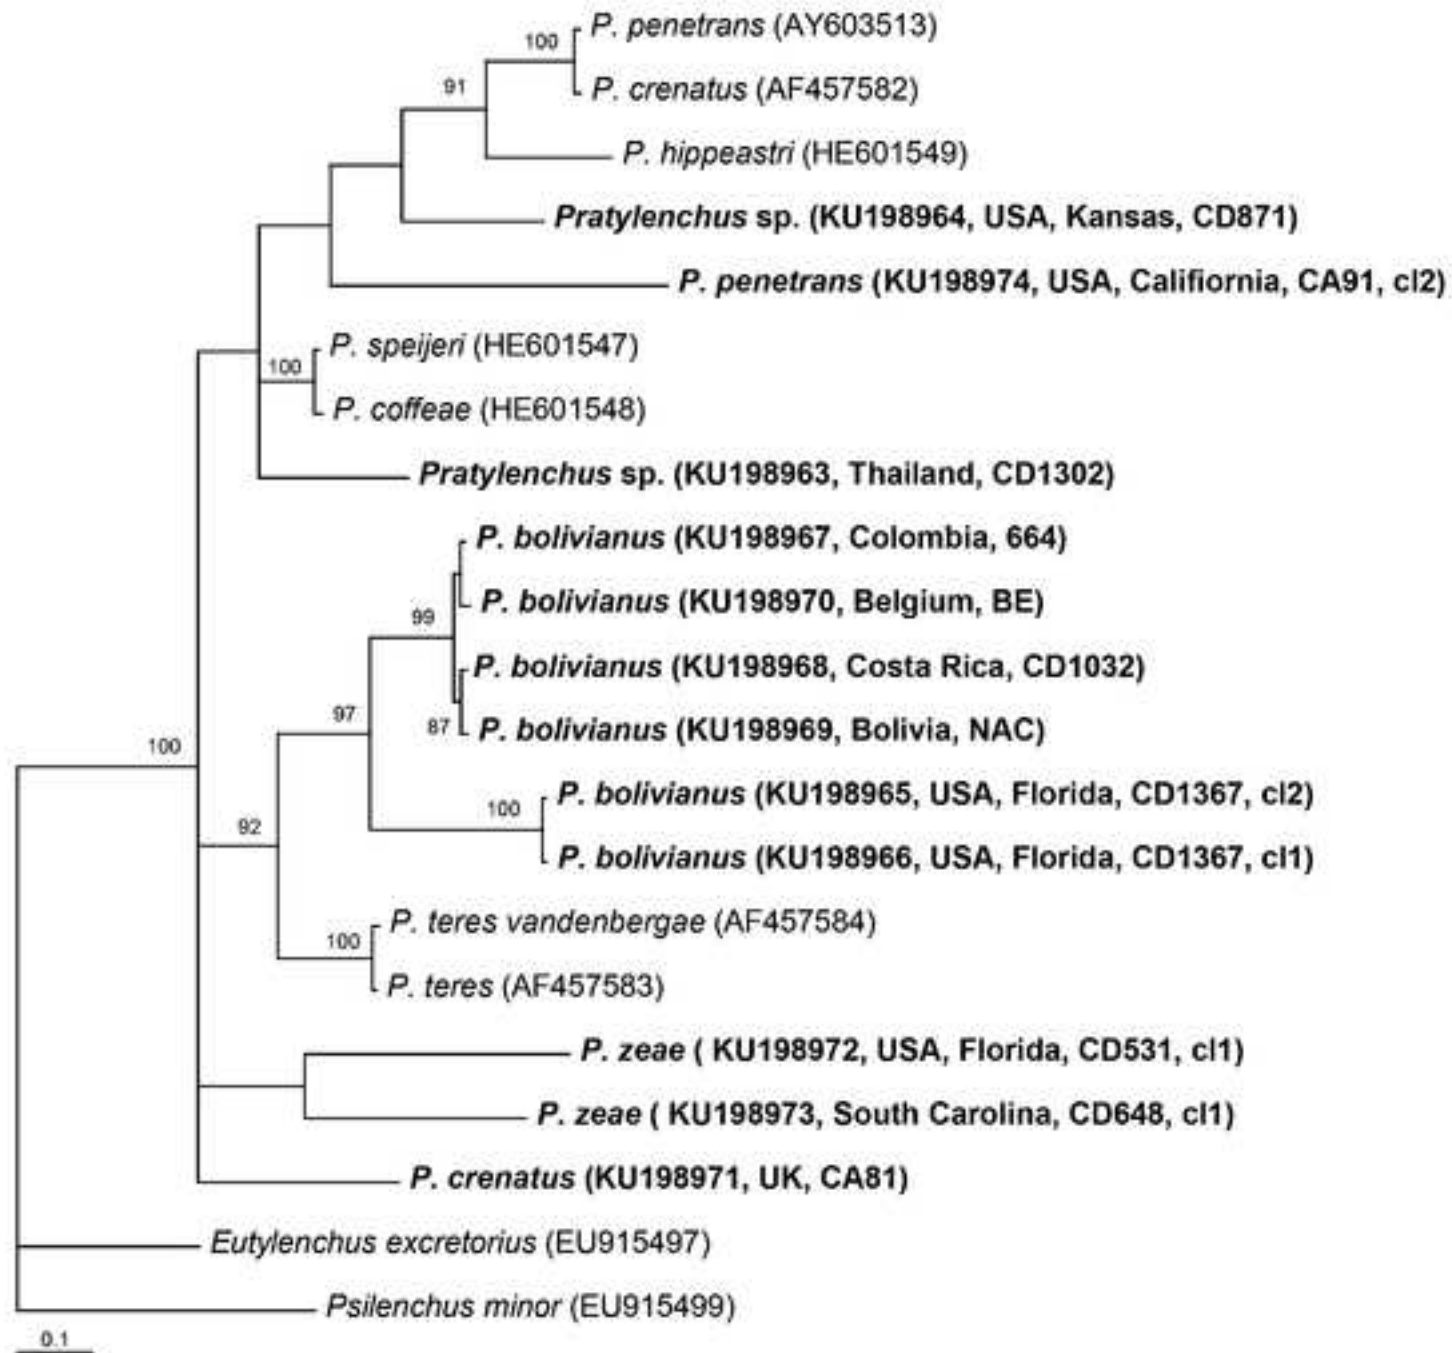 P. penetrans (AY603513)
100
91
P. crenatus (AF457582)
P. hippeastri (HE601549)
Pratylenchus sp. (KU198964, USA, Kansas, CD871)
P. penetrans (KU198974, USA, Califiornia, CA91, cl2)
P. speijeri (HE601547)
100
P. coffeae (HE601548)
Pratylenchus sp. (KU198963, Thailand, CD1302)
P. bolivianus (KU198967, Colombia, 664)
P. bolivianus (KU198970, Belgium, BE)
99
P. bolivianus (KU198968, Costa Rica, CD1032)
97
87
P. bolivianus (KU198969, Bolivia, NAC)
100
P. bolivianus (KU198965, USA, Florida, CD1367, cl2)
100
92
P. bolivianus (KU198966, USA, Florida, CD1367, cl1)
P. teres vandenbergae (AF457584)
100
P. teres (AF457583)
P. zeae ( KU198972, USA, Florida, CD531, cl1)
P. zeae ( KU198973, South Carolina, CD648, cl1)
P. crenatus (KU198971, UK, CA81)
Eutylenchus excretorius (EU915497)
Psilenchus minor (EU915499)
0.1